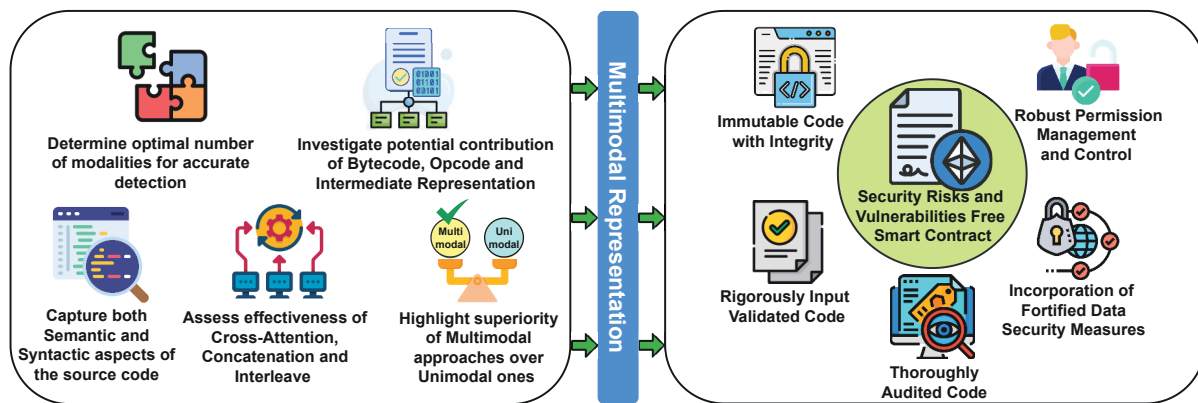 Determine optimal number
of modalities for accurate
detection
01001
01101
00101
Investigate potential contribution
of Bytecode, Opcode and
Intermediate Representation
Capture both
Semantic and
Syntactic aspects of
the source code
Assess effectiveness of
Cross-Attention,
Concatenation and
Interleave
Multi
modal
Uni
modal
Highlight superiority
of Multimodal
approaches over
Unimodal ones
Multimodal Representation
</>
Immutable Code
with Integrity
Robust Permission
Management
and Control
Security Risks and
Vulnerabilities Free
Smart Contract
Rigorously Input
Validated Code
Thoroughly
Audited Code
Incorporation of
Fortified Data
Security Measures